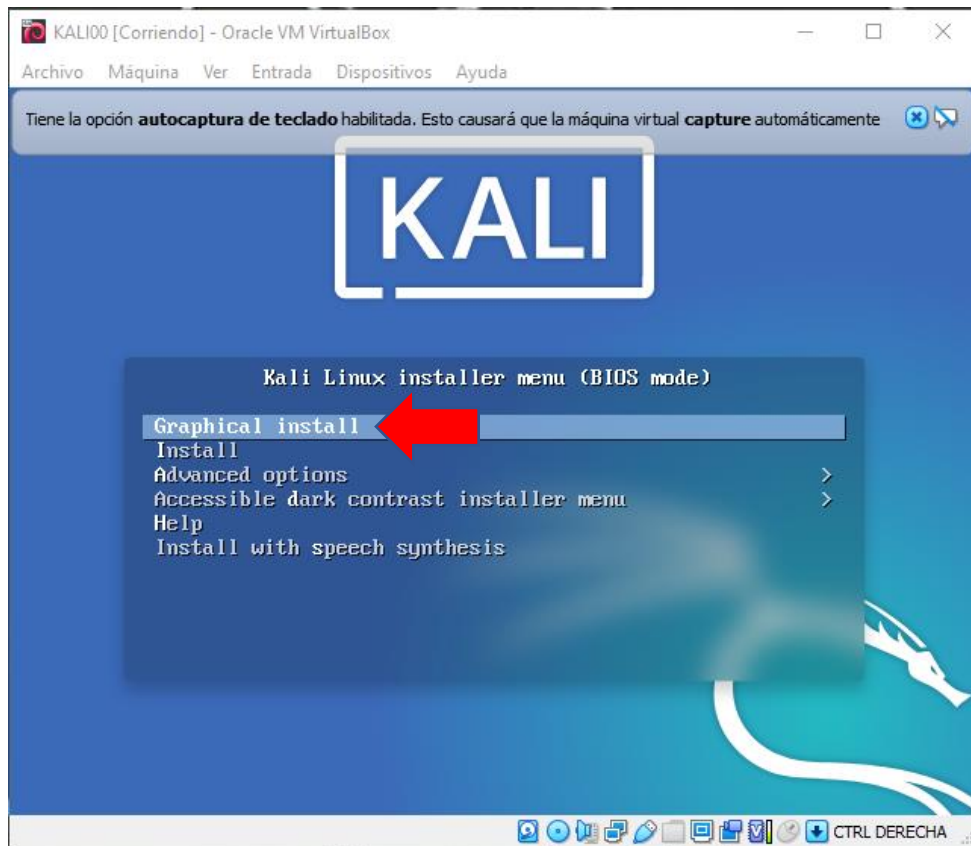 KALI00 [Corriendo] - Oracle VM VirtualBox
Archivo Máquina Ver Entrada Dispositivos Ayuda
Tiene la opción autocaptura de teclado habilitada. Esto causará que la máquina virtual capture automáticamente
KALI
Kali Linux installer menu (BIOS mode)
Graphical install
Install
Advanced options >
Accessible dark contrast installer menu >
Help
Install with speech synthesis
CTRL DERECHA